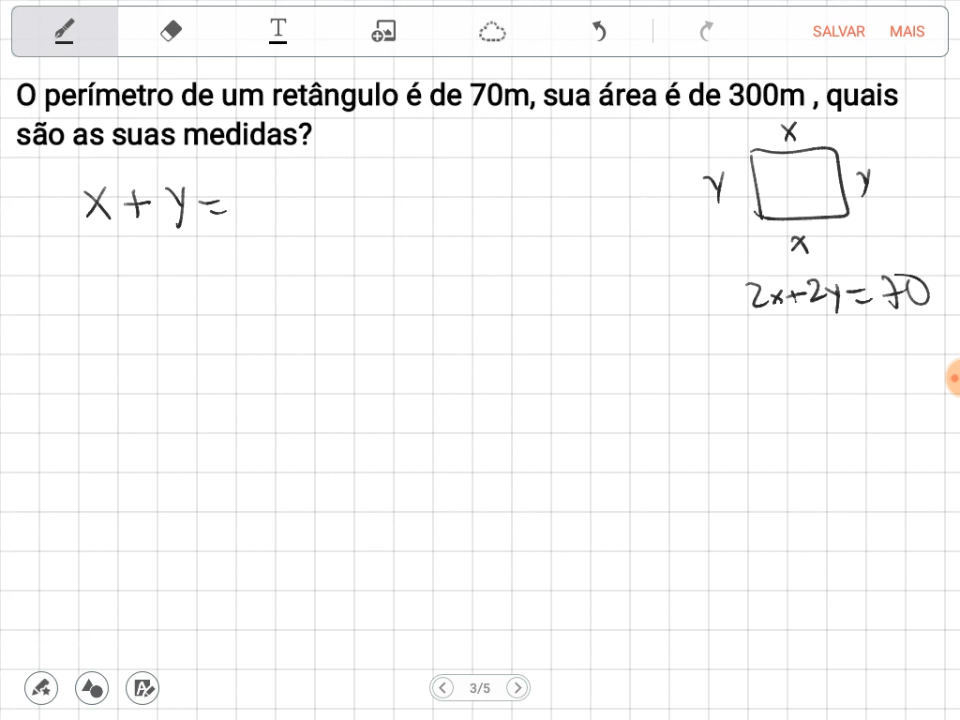 T
SALVAR MAIS
O perímetro de um retângulo é de 70m, sua área é de 300m , quais
são as suas medidas?
x
y y
x + y =
x
2x+2y=70
A
3/5